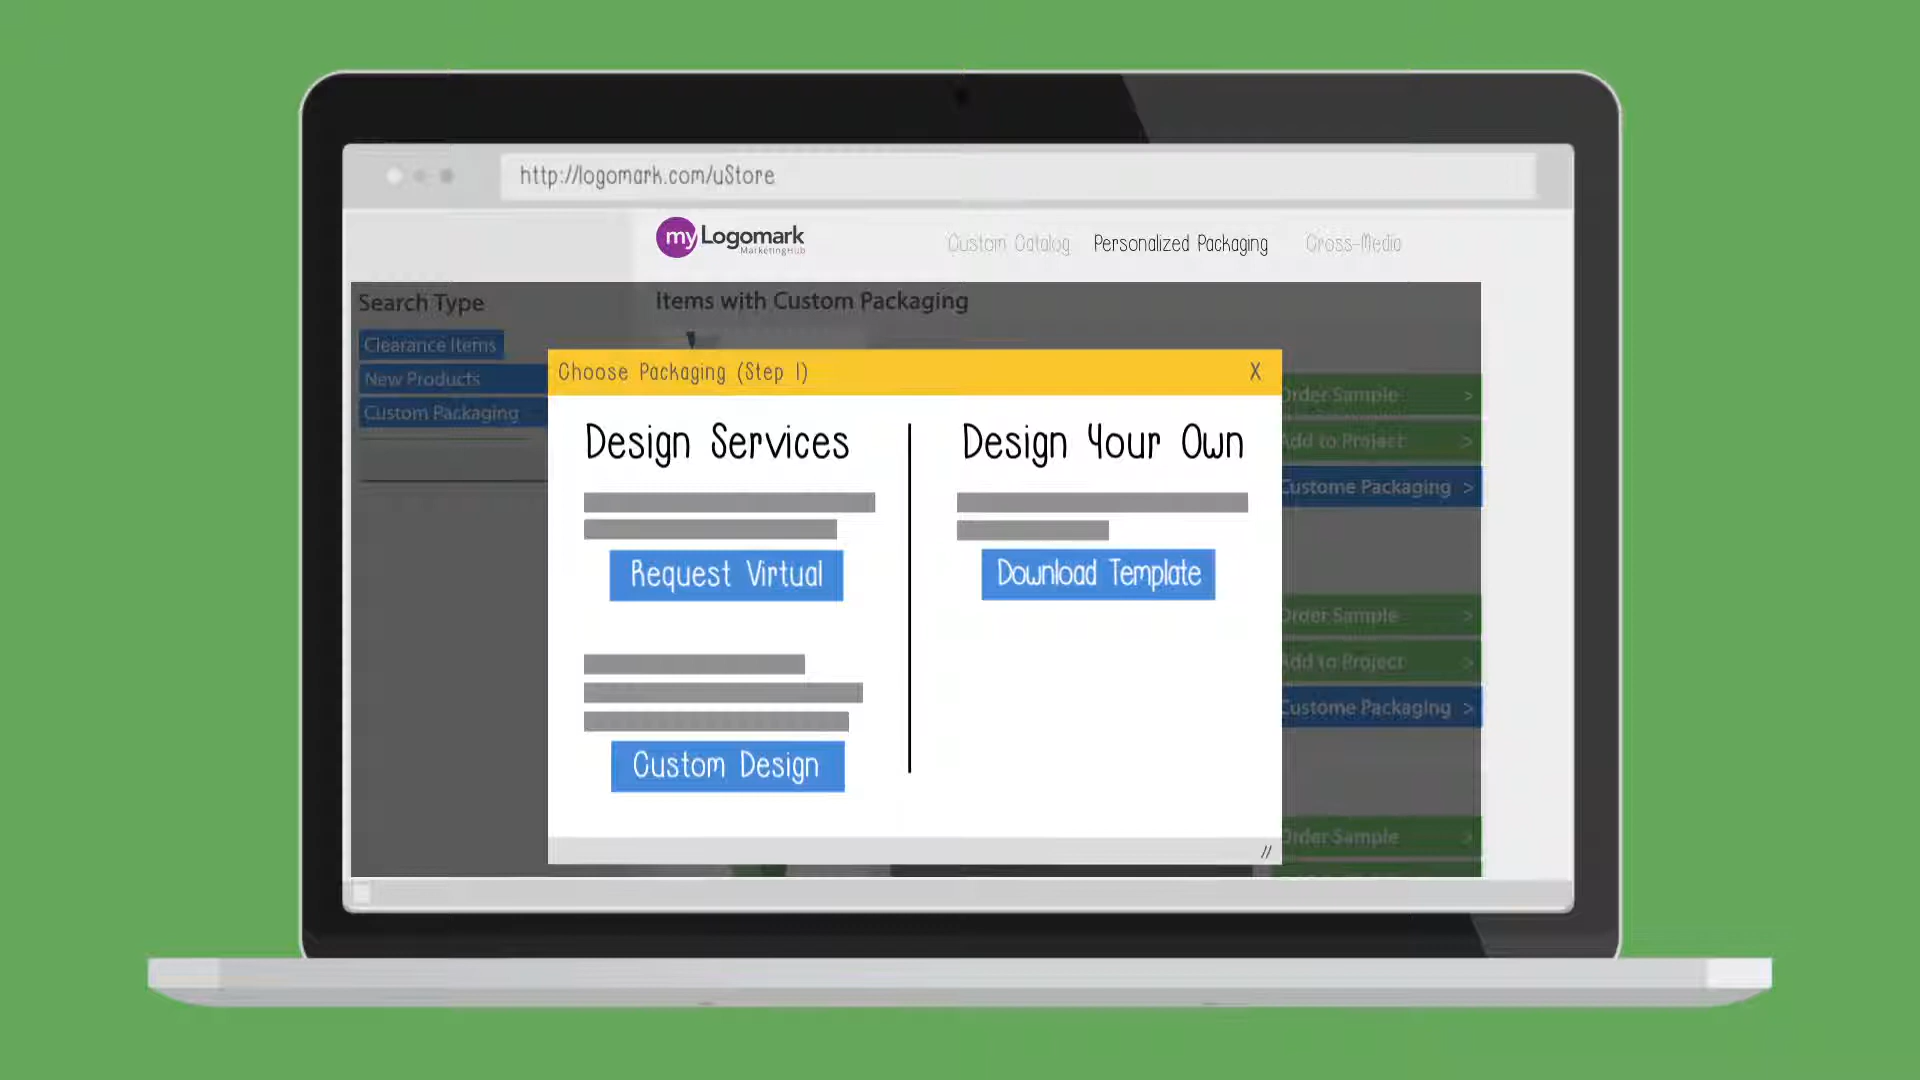 http://logomark.com/uStore
my Logomark
MarketingHub
Custom Catalog
Personalized Packaging
Cross-Media
Search Type
Clearance Items
New Products
Custom Packaging
Items with Custom Packaging
Choose Packaging (Step 1)
X
Design Services
Request Virtual
Custom Design
Design Your Own
Download Template
Order Sample >
Add to Project >
Custome Packaging >
Order Sample >
Add to Project >
Custome Packaging >
Order Sample >